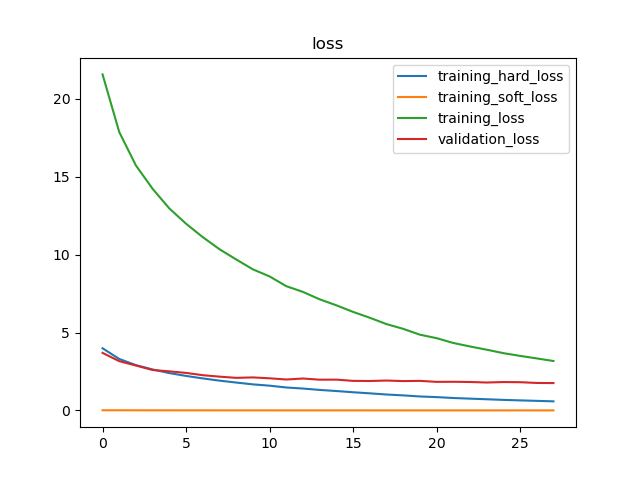 loss
training_hard_loss
training_soft_loss
training_loss
validation_loss
20
15
10
5
0
0 5 10 15 20 25